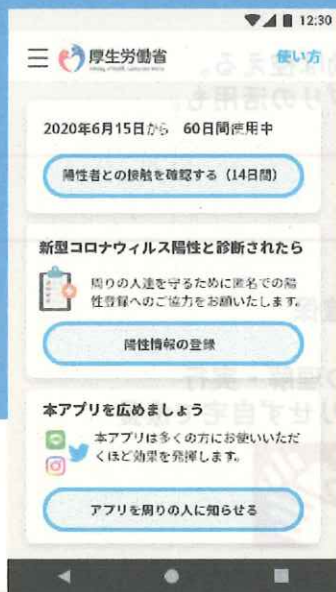 12:30
厚生労働省
使い方
2020年6月15日から 60日間使用中
陽性者との接触を確認する（14日間）
新型コロナウィルス陽性と診断されたら
周りの人達を守るために匿名での陽
性登録へのご協力をお願いいたします。
陽性情報の登録
本アプリを広めましょう
本アプリは多くの方にお使いいただ
くほど効果を発揮します。
アプリを周りの人に知らせる